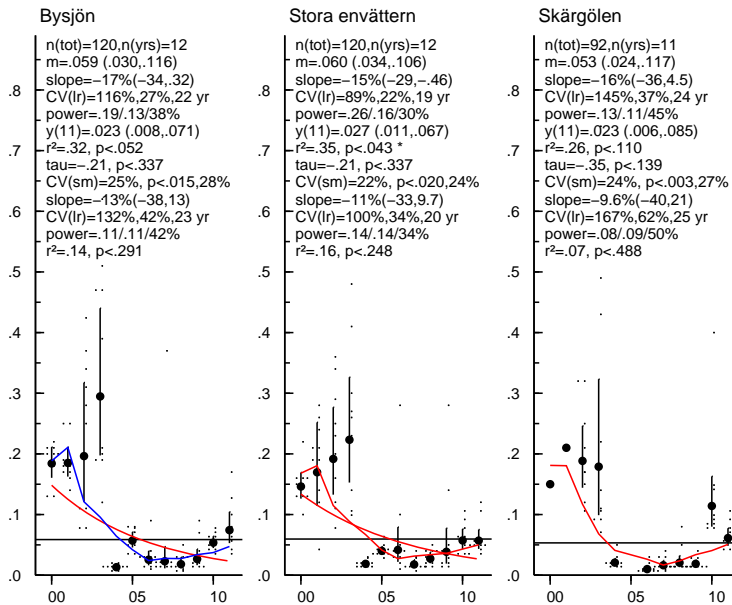 Bysjön
n(tot)=120,n(yrs)=12
m=.059 (.030,.116)
slope=−17%(−34,.32)
CV(lr)=116%,27%,22 yr
power=.19/.13/38%
y(11)=.023 (.008,.071)
r²=.32, p<.052
tau=−.21, p<.337
CV(sm)=25%, p<.015,28%
slope=−13%(−38,13)
CV(lr)=132%,42%,23 yr
power=.11/.11/42%
r²=.14, p<.291
.8
.7
.6
.5
.4
.3
.2
.1
.0
00 05 10
Stora envättern
n(tot)=120,n(yrs)=12
m=.060 (.034,.106)
slope=−15%(−29,−.46)
CV(lr)=89%,22%,19 yr
power=.26/.16/30%
y(11)=.027 (.011,.067)
r²=.35, p<.043 *
tau=−.21, p<.337
CV(sm)=22%, p<.020,24%
slope=−11%(−33,9.7)
CV(lr)=100%,34%,20 yr
power=.14/.14/34%
r²=.16, p<.248
.8
.7
.6
.5
.4
.3
.2
.1
.0
00 05 10
Skärgölen
n(tot)=92,n(yrs)=11
m=.053 (.024,.117)
slope=−16%(−36,4.5)
CV(lr)=145%,37%,24 yr
power=.13/.11/45%
y(11)=.023 (.006,.085)
r²=.26, p<.110
tau=−.35, p<.139
CV(sm)=24%, p<.003,27%
slope=−9.6%(−40,21)
CV(lr)=167%,62%,25 yr
power=.08/.09/50%
r²=.07, p<.488
.8
.7
.6
.5
.4
.3
.2
.1
.0
00 05 10